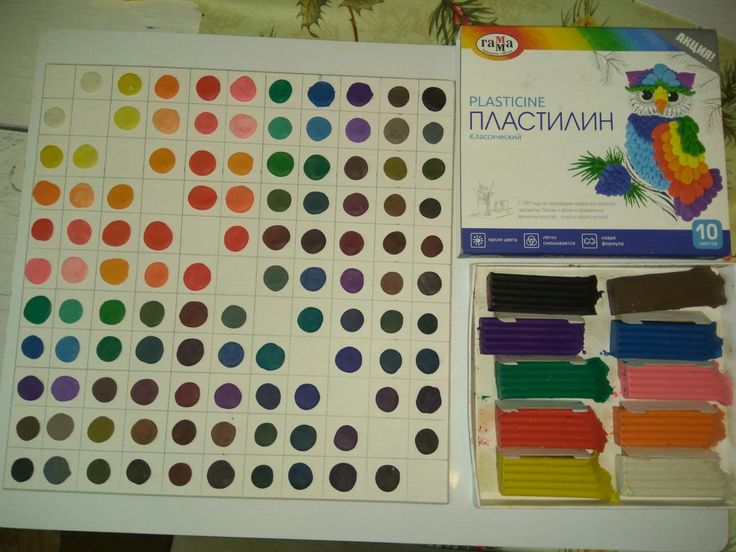 гамма
АКЦИЯ!
PLASTICINE
ПЛАСТИЛИН
Классический
10
цветов
яркие цвета
легко
смешивается
новая
формула